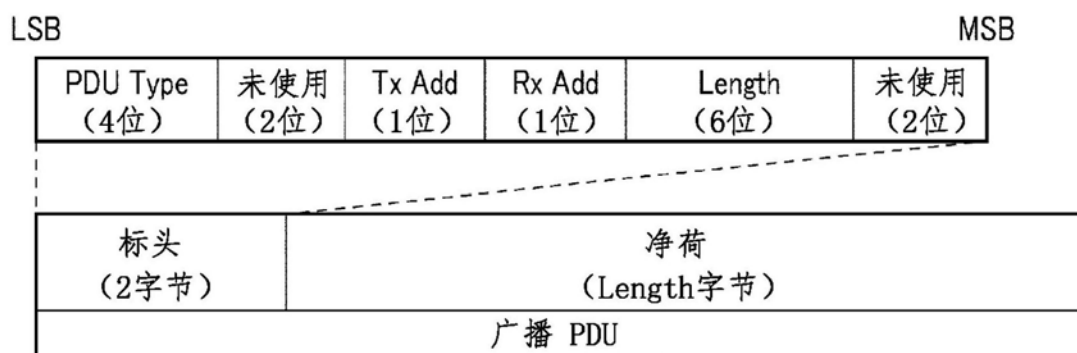 LSB MSB
PDU Type 未使用 Tx Add Rx Add Length 未使用
(4位) (2位) (1位) (1位) (6位) (2位)
标头 净荷
(2字节) (Length字节)
广播 PDU